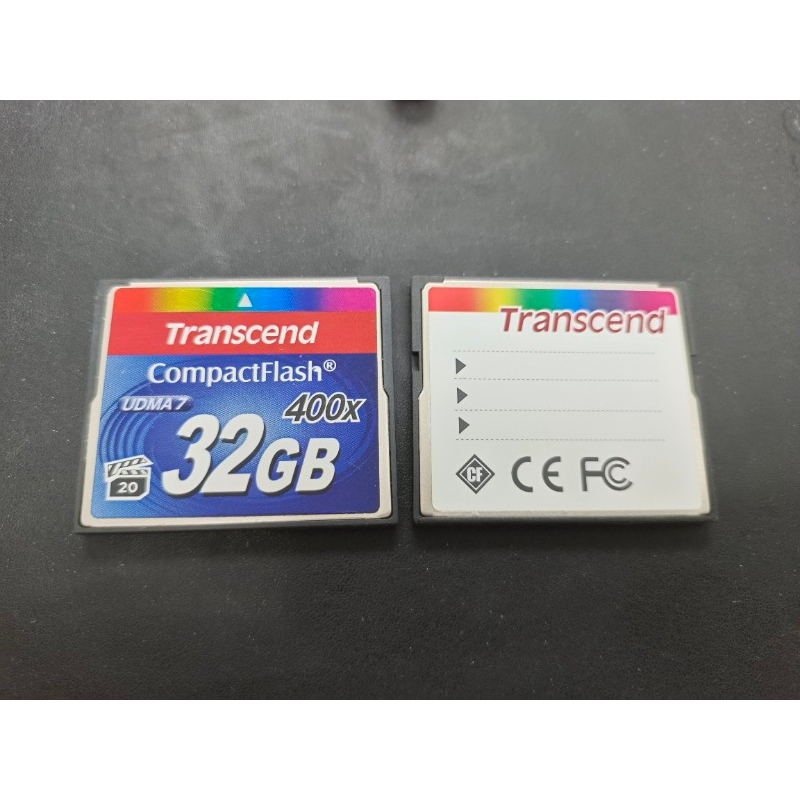 Transcend
CompactFlash®
UDMA 7
400x
32GB
20
Transcend
CF CE FC